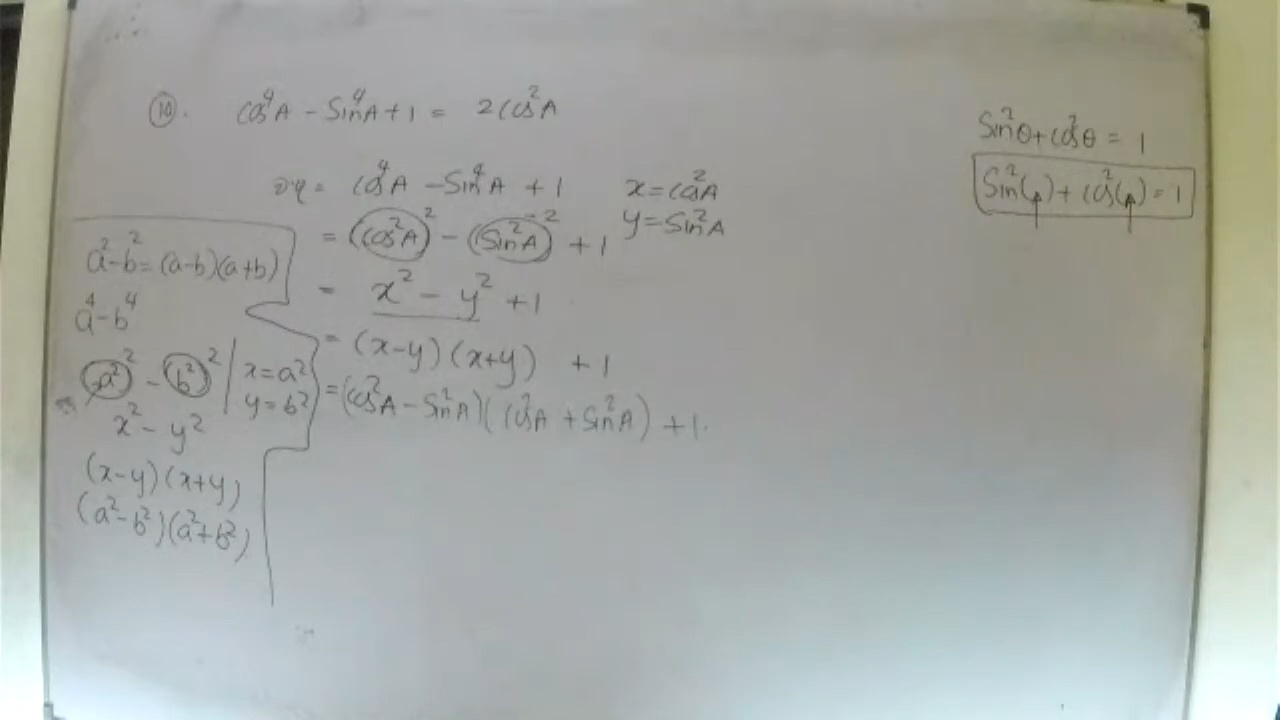 (10). cos⁴A - Sin⁴A + 1 = 2cos²A
= cos⁴A - Sin⁴A + 1
= (cos²A)² - (Sin²A)² + 1
= x² - y² + 1
= (x-y)(x+y) + 1
= (cos²A - Sin²A)(cos²A + Sin²A) + 1.
x = cos²A
y = Sin²A
a² - b² = (a-b)(a+b)
a⁴ - b⁴
(a²)² - (b²)² | x = a²
y = b²
x² - y²
(x-y)(x+y)
(a²-b²)(a²+b²)
Sin²θ + cos²θ = 1
Sin²( ) + cos²( ) = 1